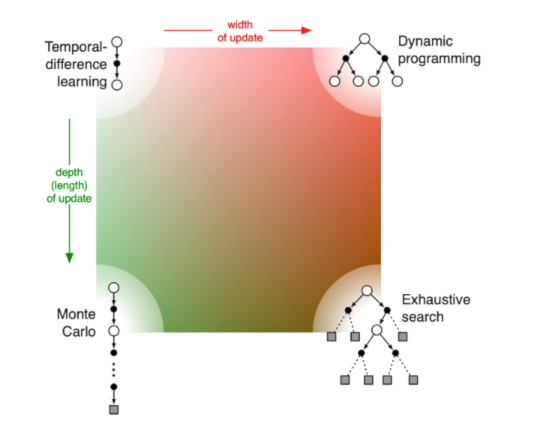 width
of update
Temporal-
difference
learning
Dynamic
programming
depth
(length)
of update
Monte
Carlo
Exhaustive
search